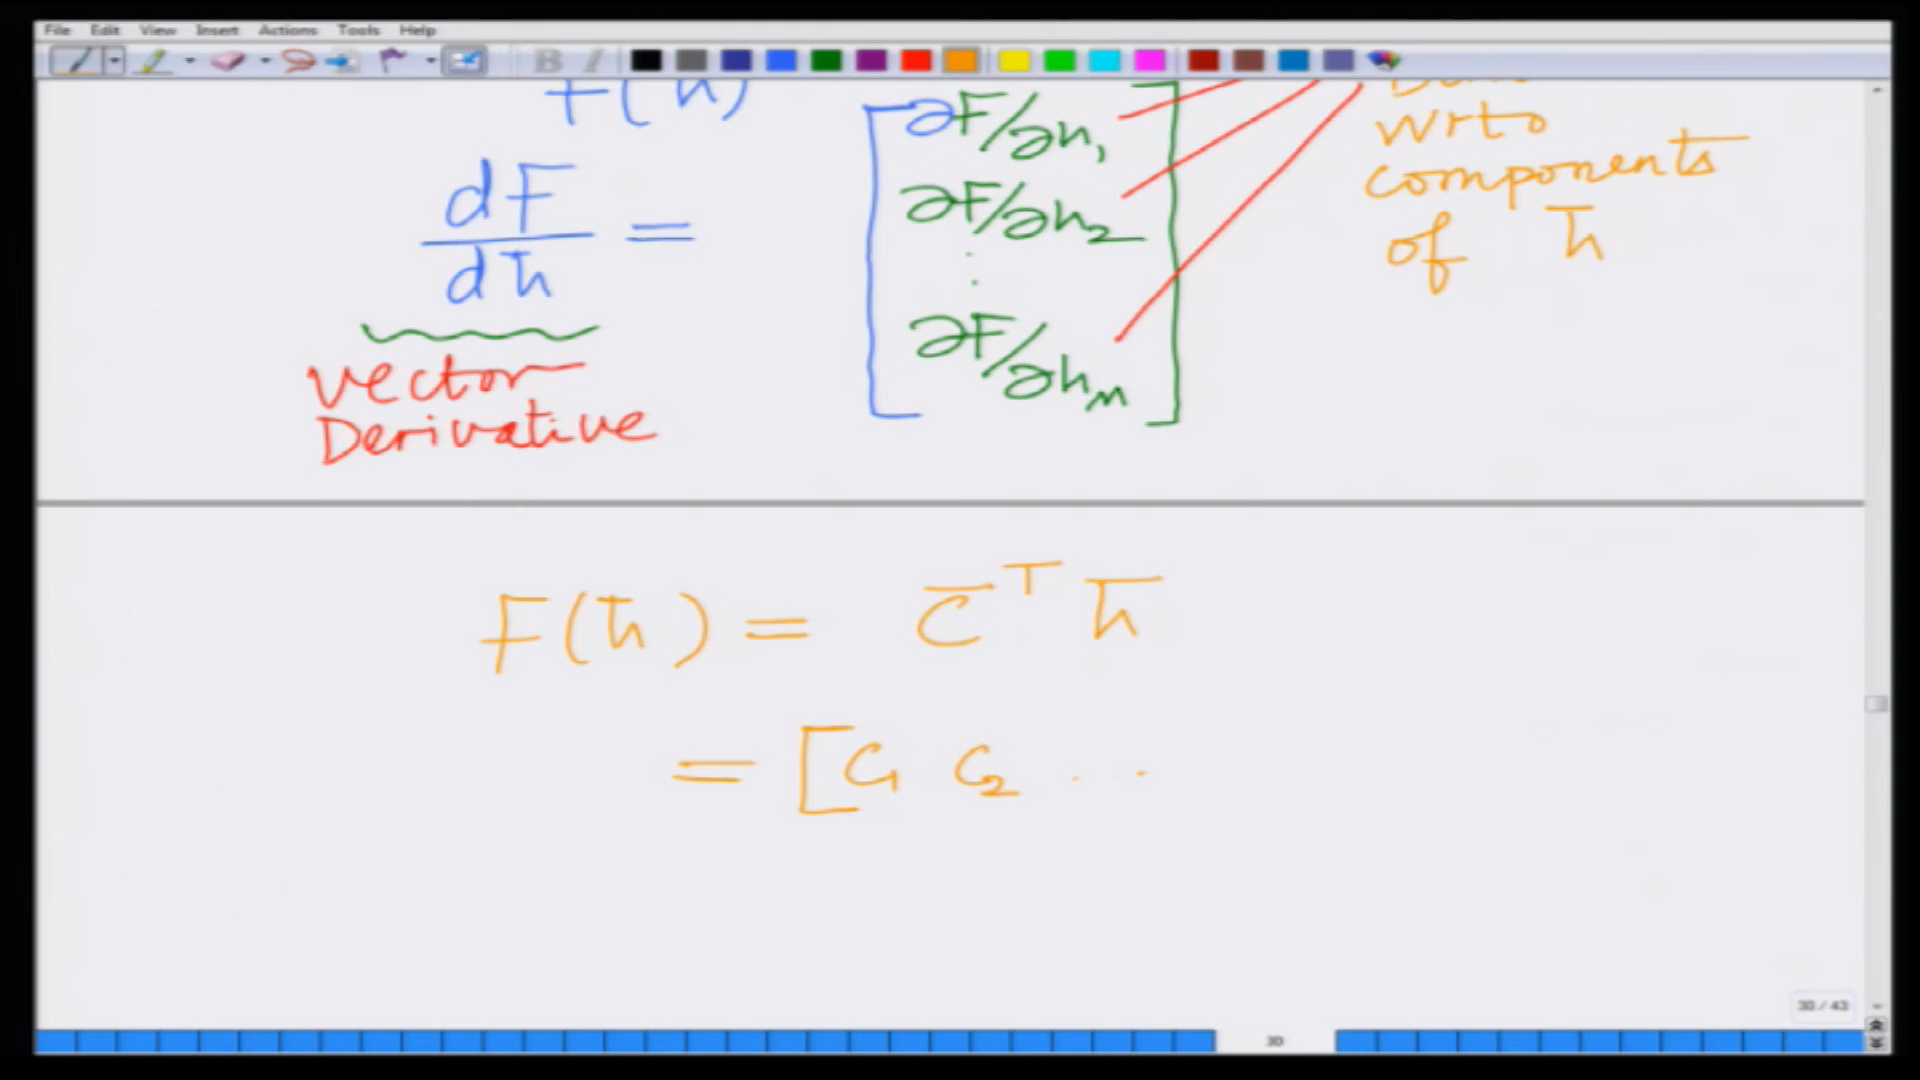 File Edit View Insert Actions Tools Help
B I
F(h̄)
dF/dh̄ = [∂F/∂h₁
∂F/∂h₂
⋮
∂F/∂hM]
wrto
components
of h̄
vector
Derivative
F(h̄) = c̄ᵀ h̄
= [c₁ c₂ ...
30 / 43
30